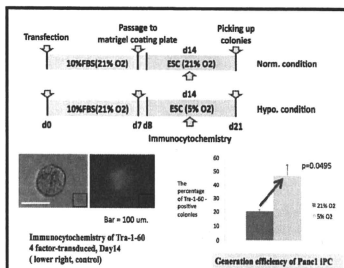 Transfection
Passage to
matrigel coating plate
Picking up
colonies
d14
10%FBS(21% O2)
ESC (21% O2)
Norm. condition
d14
10%FBS(21% O2)
ESC (5% O2)
Hypo. condition
d0
d7 d8
d21
Immunocytochemistry
Bar = 100 um.
Immunocytochemistry of Tra-1-60
4 factor-transduced, Day14
( lower right, control)
The
percentage
of Tra-1-60 -
positive
colonies
60
50
40
30
20
10
0
p=0.0495
21% O2
5% O2
Generation efficiency of Panc1 iPC